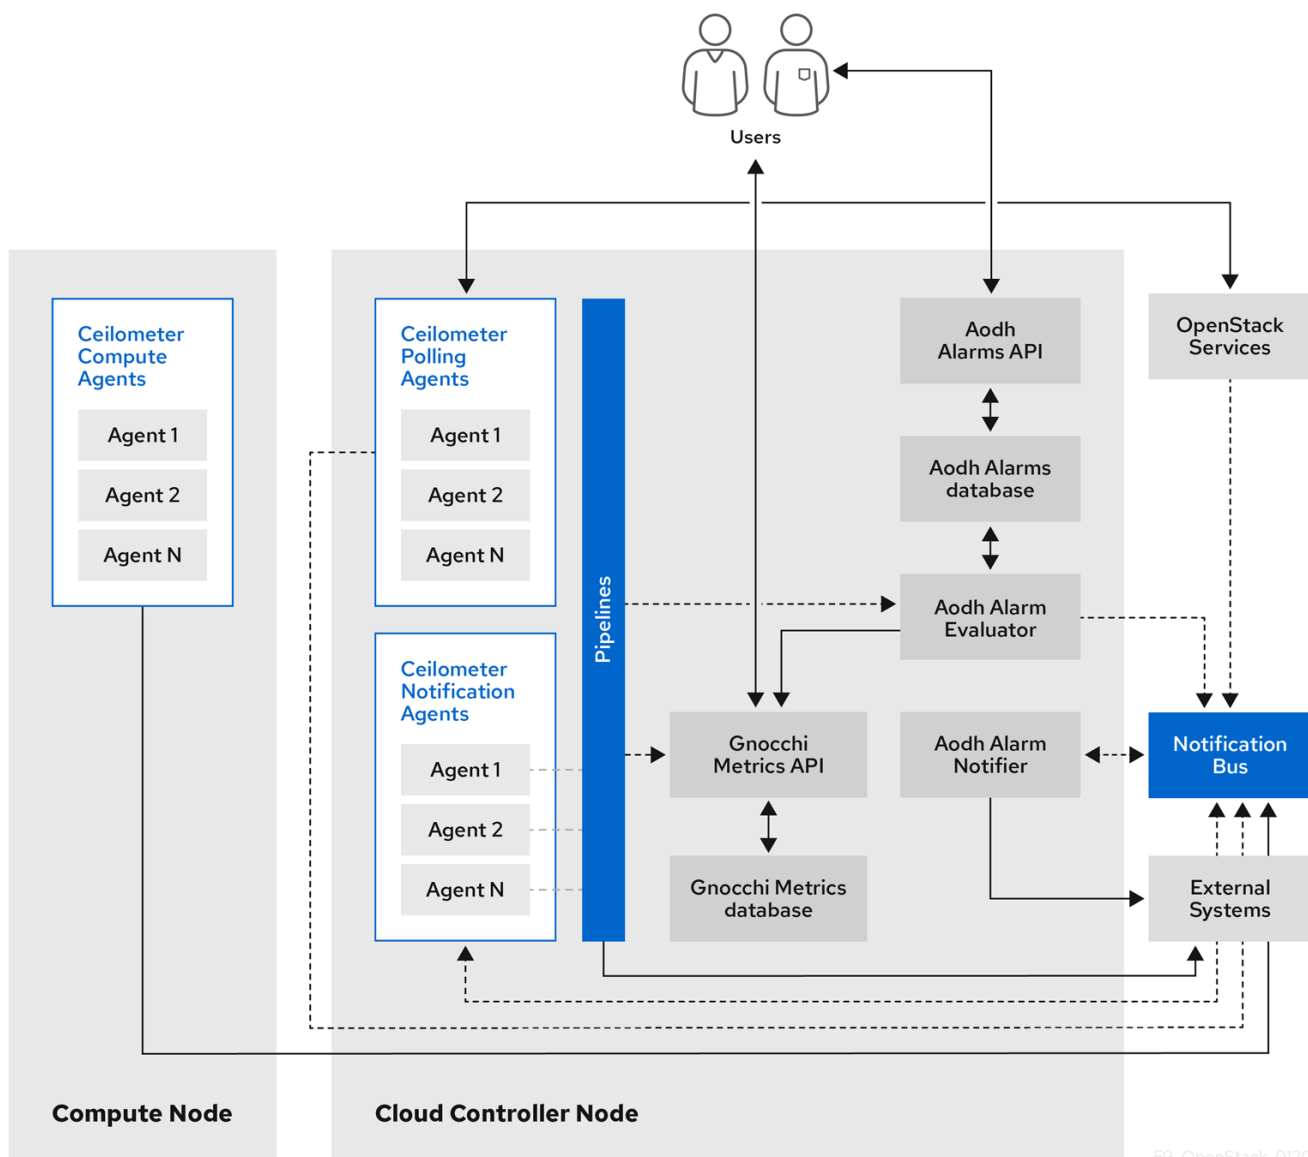 Users
Ceilometer
Compute
Agents
Agent 1
Agent 2
Agent N
Ceilometer
Polling
Agents
Agent 1
Agent 2
Agent N
Ceilometer
Notification
Agents
Agent 1
Agent 2
Agent N
Pipelines
Aodh
Alarms API
Aodh Alarms
database
Aodh Alarm
Evaluator
Gnocchi
Metrics API
Gnocchi Metrics
database
Aodh Alarm
Notifier
OpenStack
Services
Notification
Bus
External
Systems
Compute Node
Cloud Controller Node